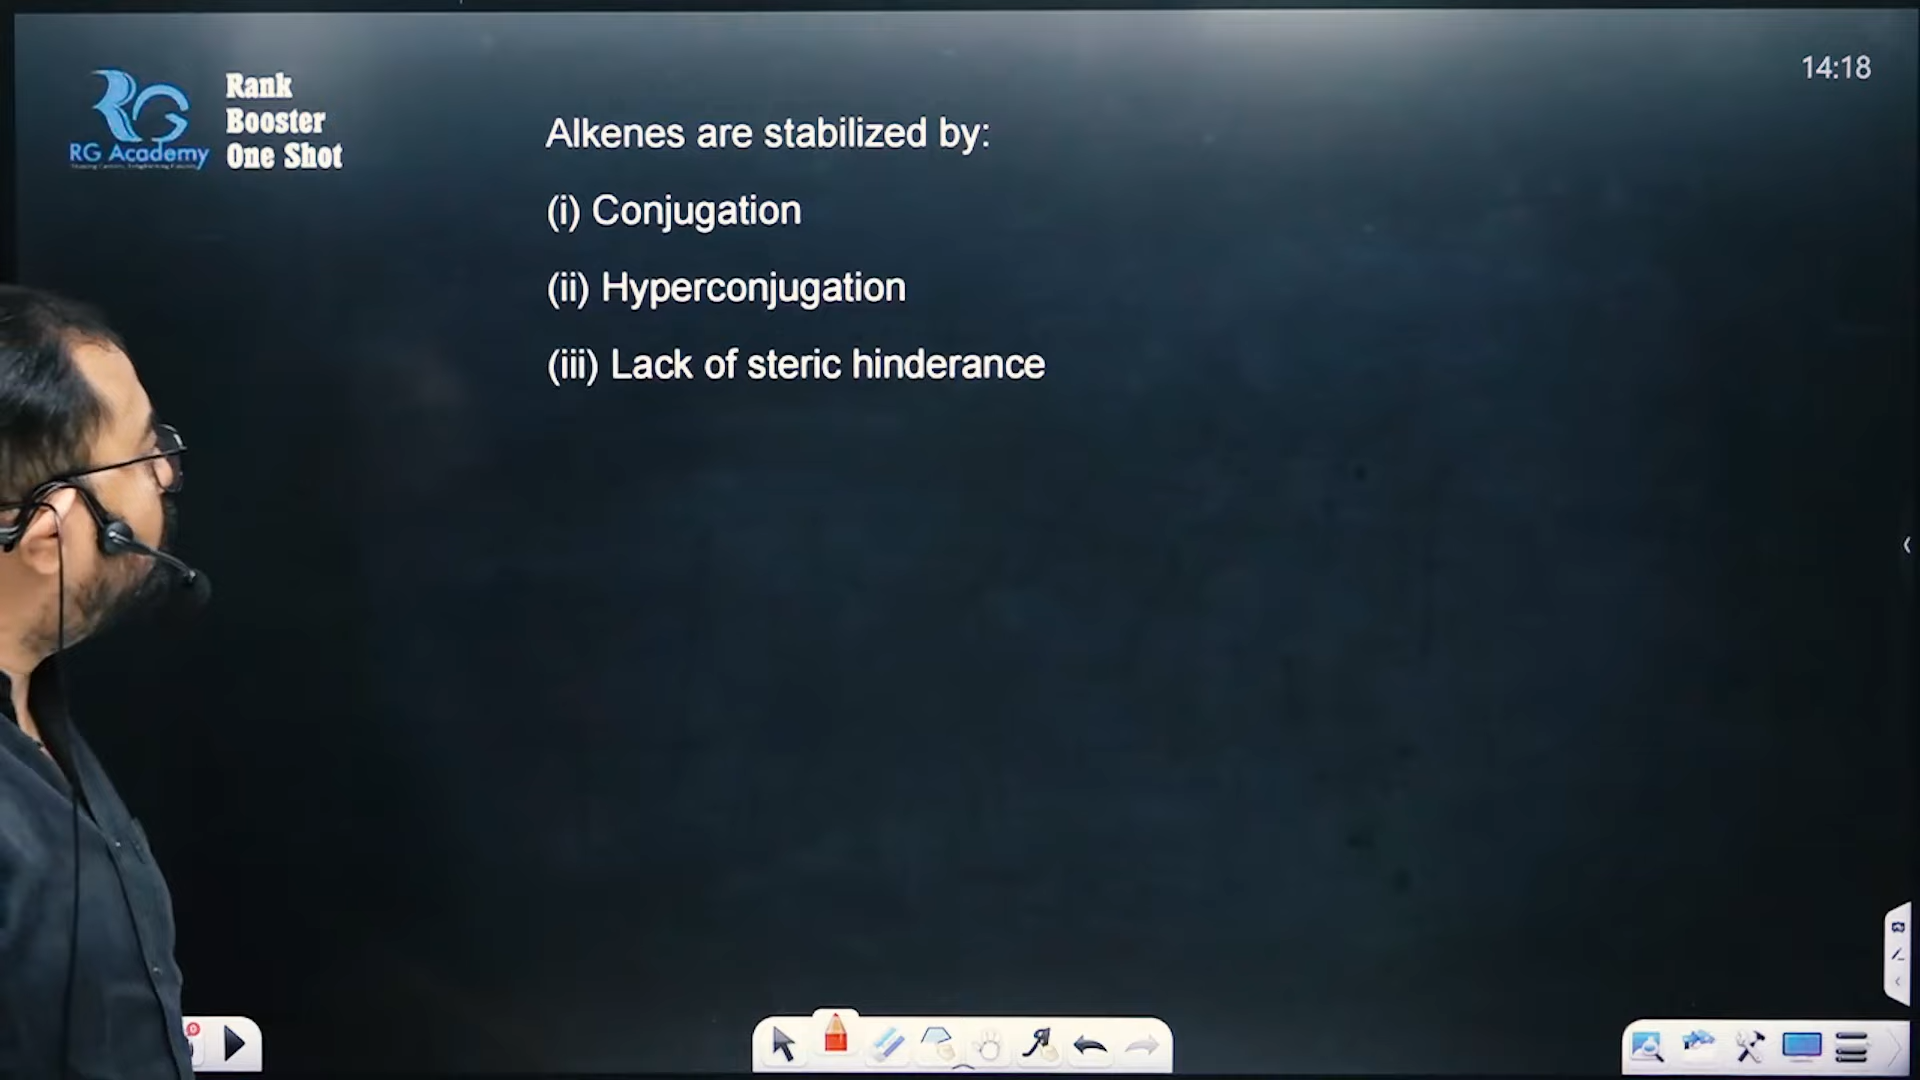 Rank
Booster
One Shot
RG Academy
14:18
Alkenes are stabilized by:
(i) Conjugation
(ii) Hyperconjugation
(iii) Lack of steric hinderance